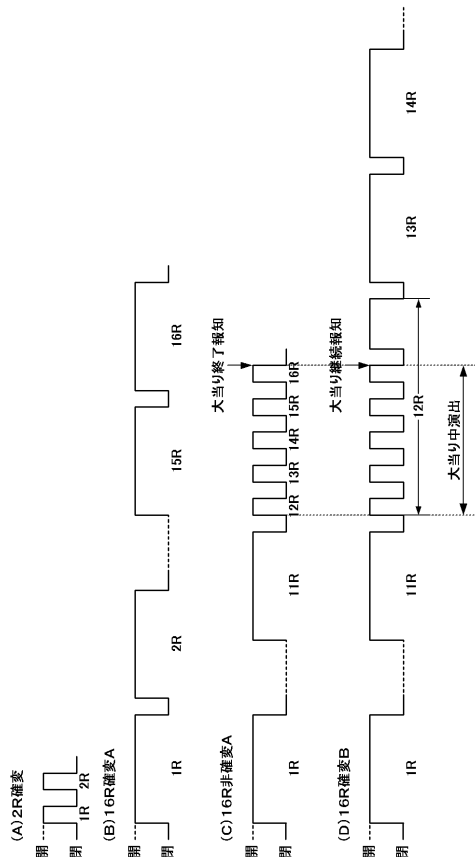 (A)2R確変
開
閉
1R
2R
(B)16R確変A
開
閉
1R
2R
15R
16R
(C)16R非確変A
大当り終了報知
開
閉
1R
11R
12R
13R
14R
15R
16R
(D)16R確変B
大当り継続報知
開
閉
1R
11R
12R
13R
14R
大当り中演出